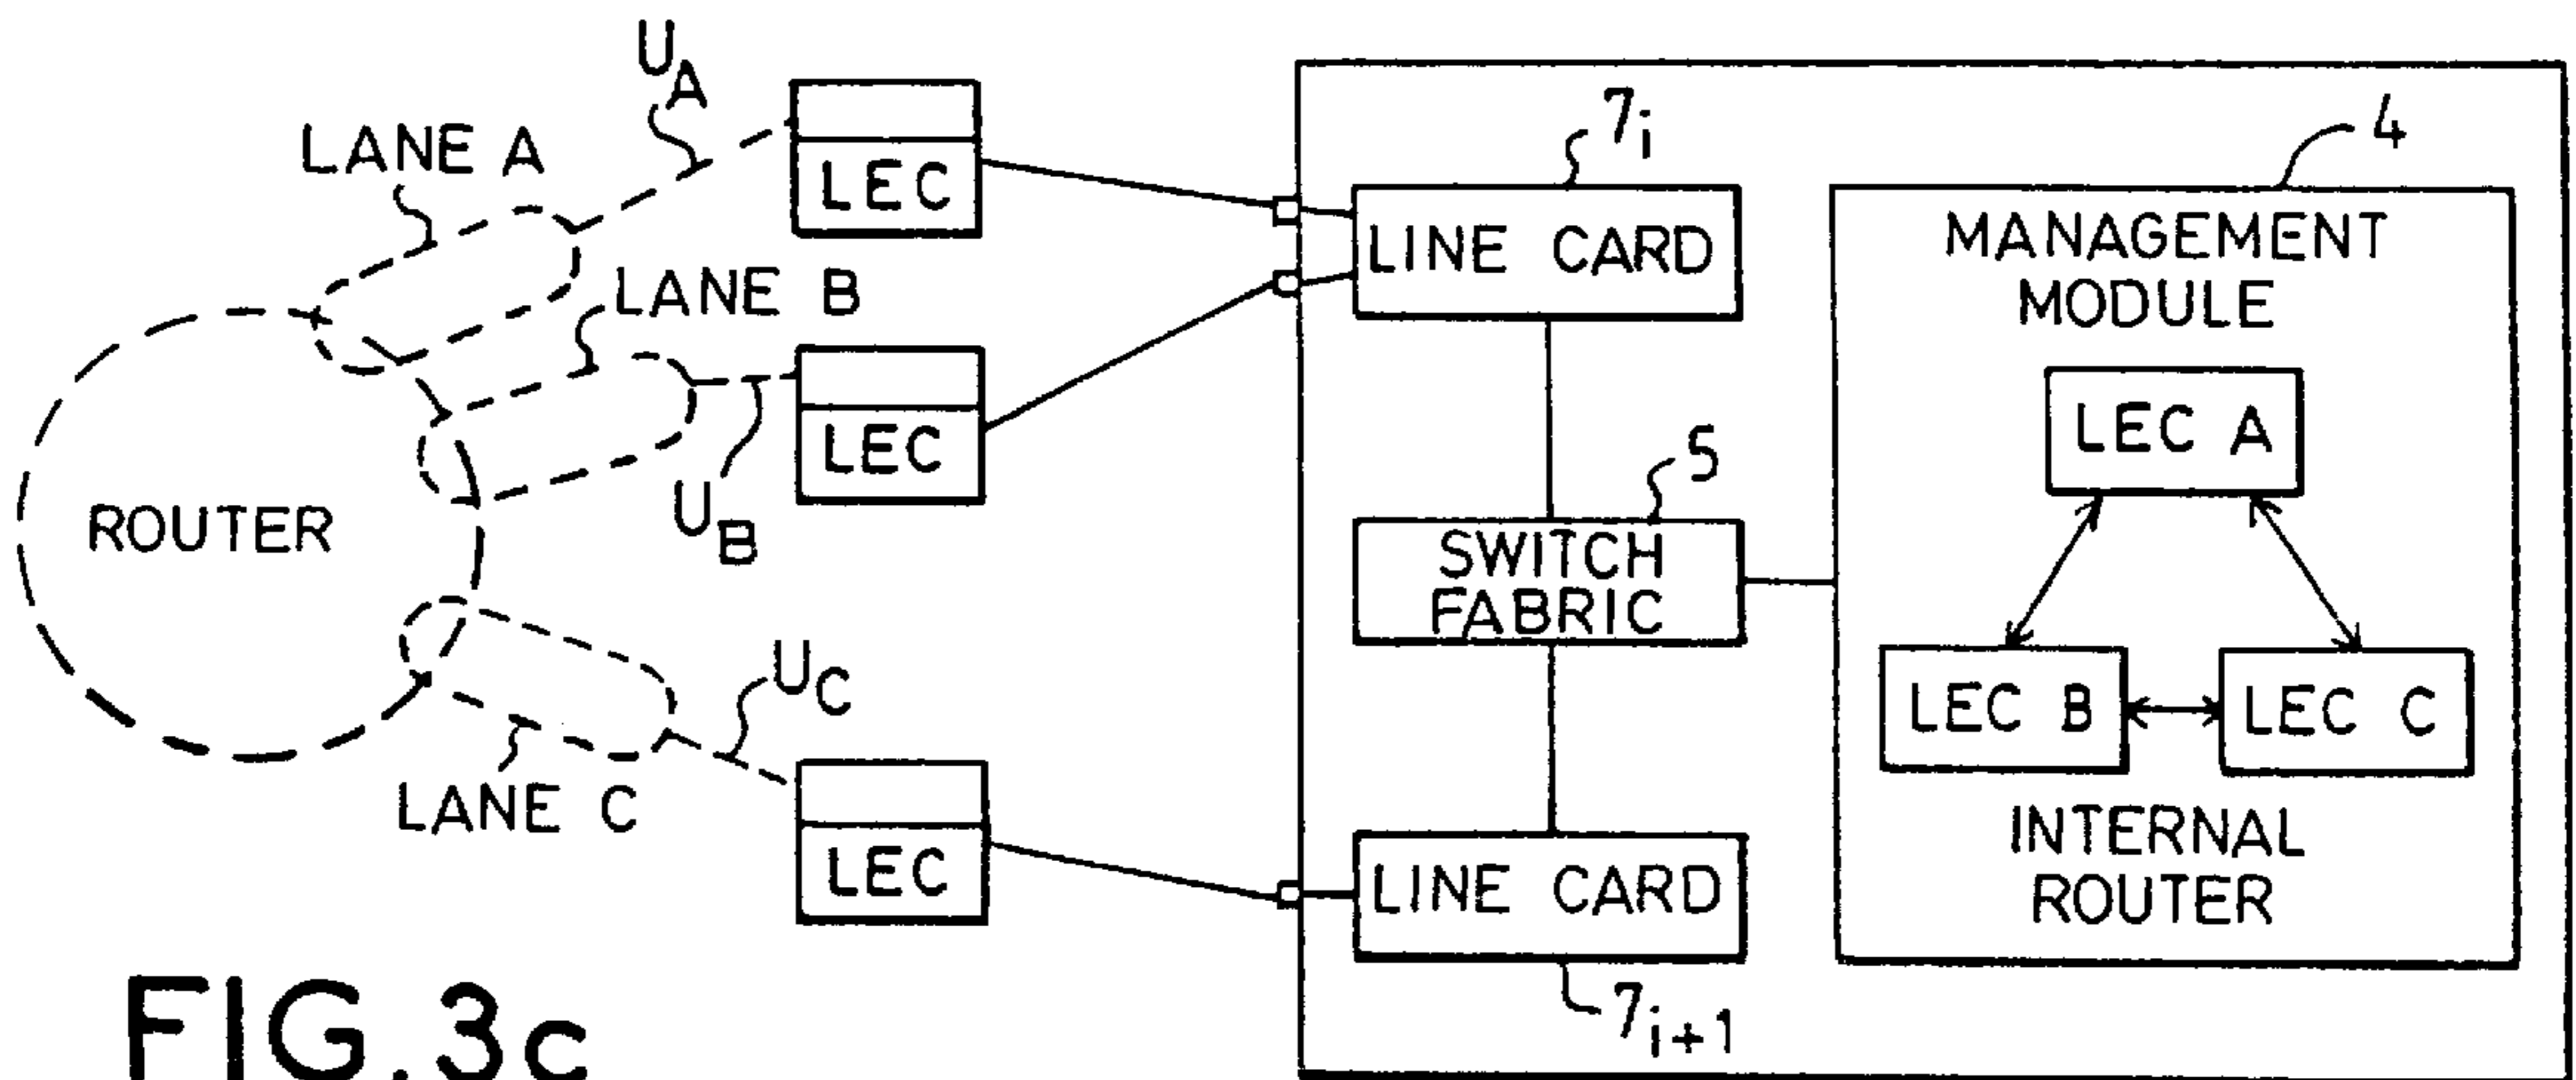 U_A
LANE A
LEC
7_i
4
LINE CARD
MANAGEMENT
MODULE
LANE B
LEC
U_B
ROUTER
5
SWITCH
FABRIC
LEC A
LEC B
LEC C
INTERNAL
ROUTER
U_C
LANE C
LEC
LINE CARD
7_{i+1}
FIG.3c